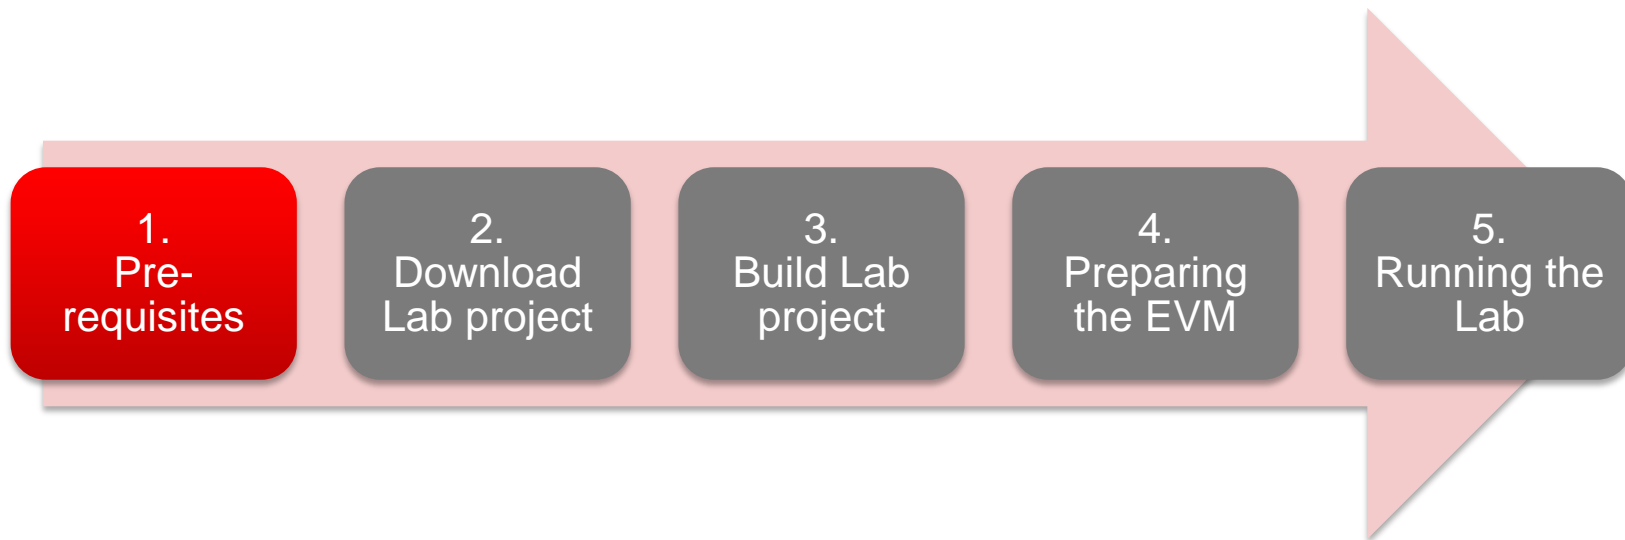 1.
Pre-
requisites
2.
Download
Lab project
3.
Build Lab
project
4.
Preparing
the EVM
5.
Running the
Lab